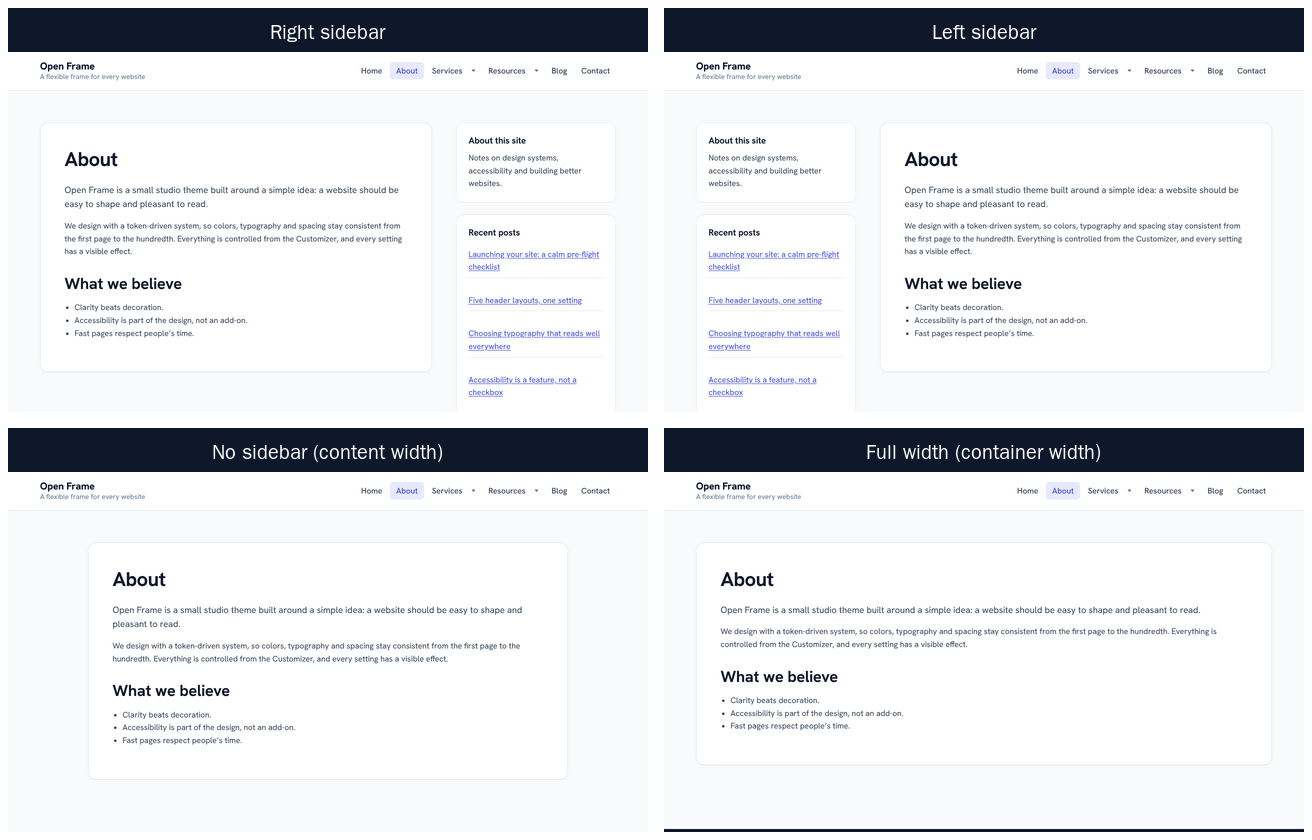 Right sidebar
Open Frame
A flexible frame for every website
Home About Services Resources Blog Contact
About
Open Frame is a small studio theme built around a simple idea: a website should be
easy to shape and pleasant to read.
We design with a token-driven system, so colors, typography and spacing stay consistent from
the first page to the hundredth. Everything is controlled from the Customizer, and every setting
has a visible effect.
What we believe
• Clarity beats decoration.
• Accessibility is part of the design, not an add-on.
• Fast pages respect people’s time.
About this site
Notes on design systems,
accessibility and building better
websites.
Recent posts
Launching your site: a calm pre-flight
checklist
Five header layouts, one setting
Choosing typography that reads well
everywhere
Accessibility is a feature, not a
checkbox
Left sidebar
Open Frame
A flexible frame for every website
Home About Services Resources Blog Contact
About this site
Notes on design systems,
accessibility and building better
websites.
Recent posts
Launching your site: a calm pre-flight
checklist
Five header layouts, one setting
Choosing typography that reads well
everywhere
Accessibility is a feature, not a
checkbox
About
Open Frame is a small studio theme built around a simple idea: a website should be
easy to shape and pleasant to read.
We design with a token-driven system, so colors, typography and spacing stay consistent from
the first page to the hundredth. Everything is controlled from the Customizer, and every setting
has a visible effect.
What we believe
• Clarity beats decoration.
• Accessibility is part of the design, not an add-on.
• Fast pages respect people’s time.
No sidebar (content width)
Open Frame
A flexible frame for every website
Home About Services Resources Blog Contact
About
Open Frame is a small studio theme built around a simple idea: a website should be easy to shape and
pleasant to read.
We design with a token-driven system, so colors, typography and spacing stay consistent from the first page to the
hundredth. Everything is controlled from the Customizer, and every setting has a visible effect.
What we believe
• Clarity beats decoration.
• Accessibility is part of the design, not an add-on.
• Fast pages respect people’s time.
Full width (container width)
Open Frame
A flexible frame for every website
Home About Services Resources Blog Contact
About
Open Frame is a small studio theme built around a simple idea: a website should be easy to shape and pleasant to read.
We design with a token-driven system, so colors, typography and spacing stay consistent from the first page to the hundredth. Everything is
controlled from the Customizer, and every setting has a visible effect.
What we believe
• Clarity beats decoration.
• Accessibility is part of the design, not an add-on.
• Fast pages respect people’s time.